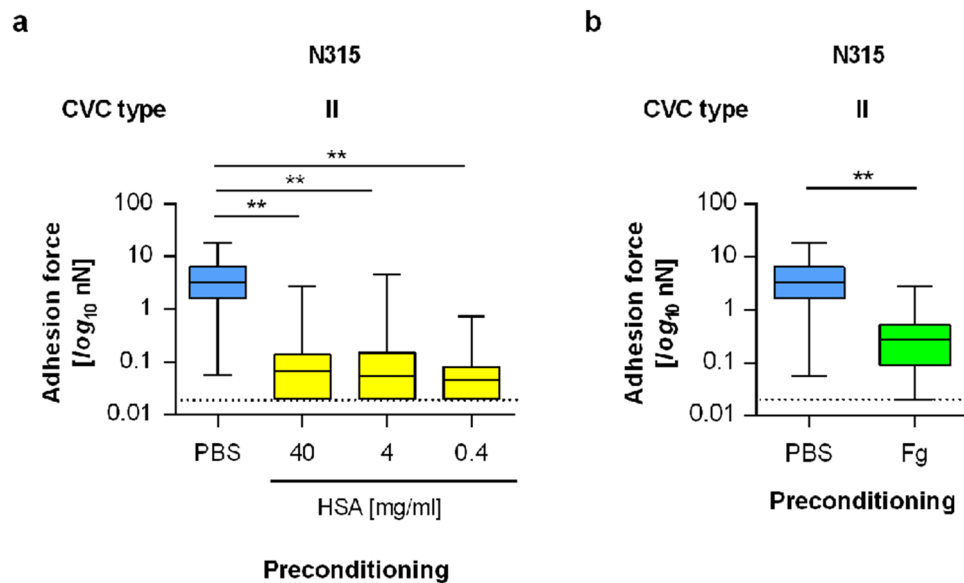 a
N315
CVC type II
**
**
**
Adhesion force
[log10 nN]
100
10
1
0.1
0.01
PBS 40 4 0.4
HSA [mg/ml]
Preconditioning
b
N315
CVC type II
**
Adhesion force
[log10 nN]
100
10
1
0.1
0.01
PBS Fg
Preconditioning